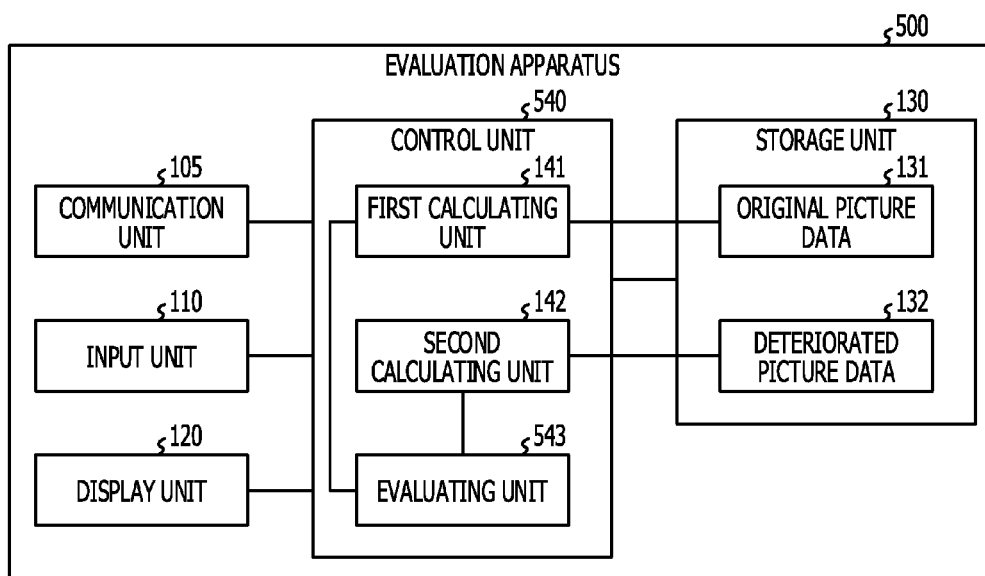 500
EVALUATION APPARATUS
540
CONTROL UNIT
130
STORAGE UNIT
105
COMMUNICATION
UNIT
141
FIRST CALCULATING
UNIT
131
ORIGINAL PICTURE
DATA
110
INPUT UNIT
142
SECOND
CALCULATING UNIT
132
DETERIORATED
PICTURE DATA
120
DISPLAY UNIT
543
EVALUATING UNIT